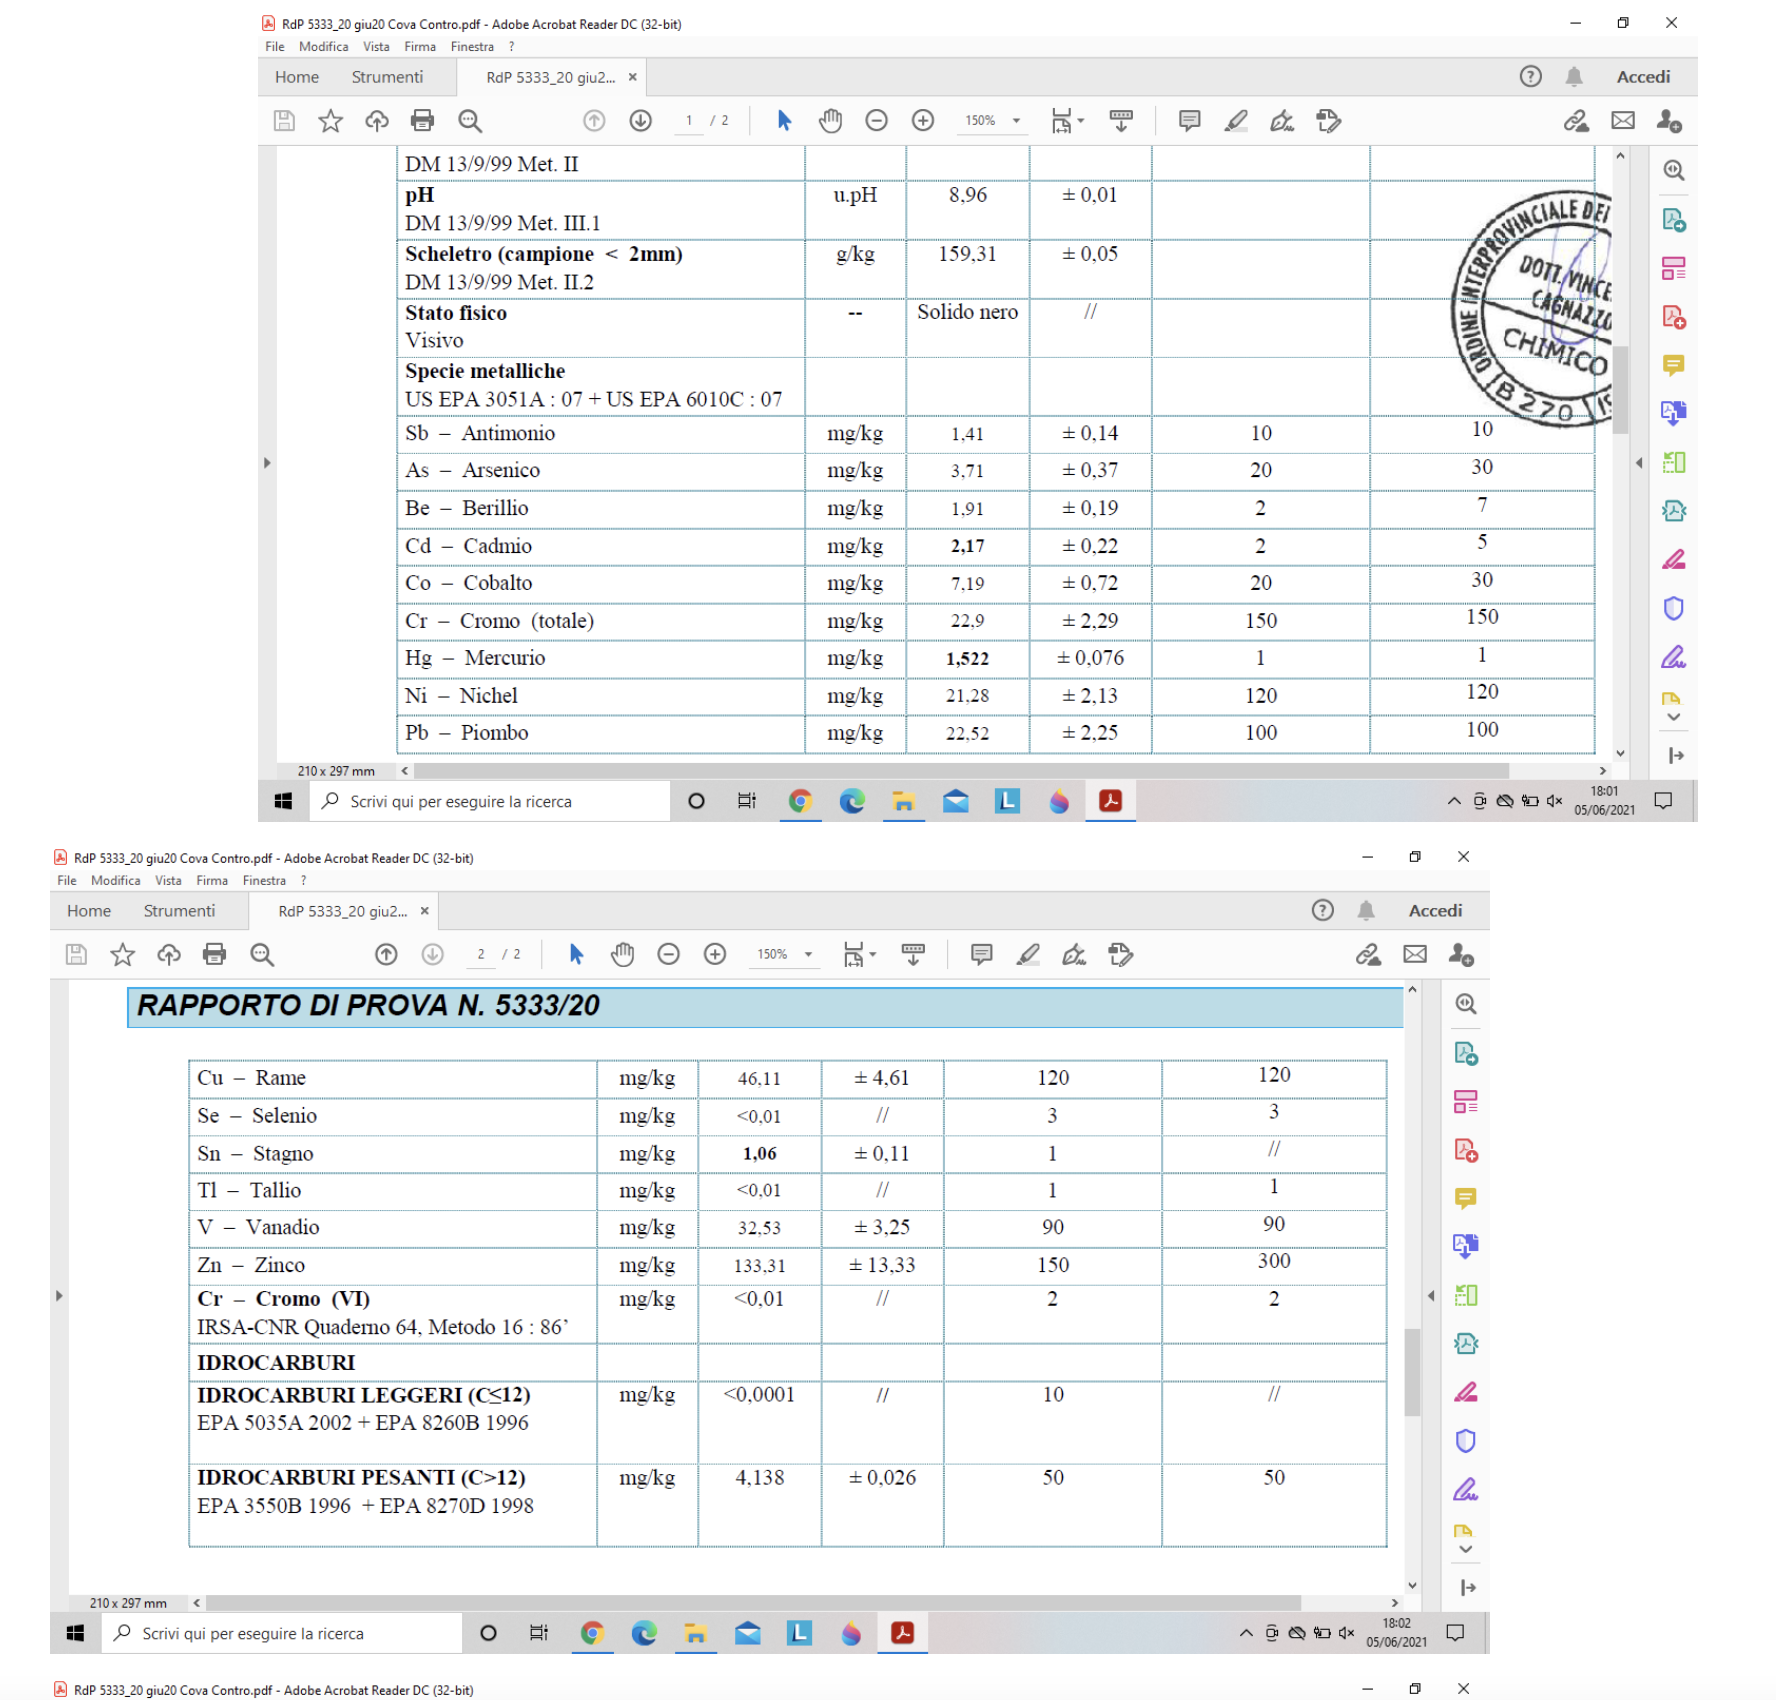 RdP 5333_20 giu20 Cova Contro.pdf - Adobe Acrobat Reader DC (32-bit)
File Modifica Vista Firma Finestra ?
Home Strumenti RdP 5333_20 giu2... × Accedi
1 / 2 150%
DM 13/9/99 Met. II
pH u.pH 8,96 ± 0,01
DM 13/9/99 Met. III.1
Scheletro (campione < 2mm) g/kg 159,31 ± 0,05
DM 13/9/99 Met. II.2
Stato fisico -- Solido nero //
Visivo
Specie metalliche
US EPA 3051A : 07 + US EPA 6010C : 07
ORDINE INTERPROVINCIALE DEI
DOTT. VINCE
CAGNAZZO
CHIMICO
B 270
Sb – Antimonio mg/kg 1,41 ± 0,14 10 10
As – Arsenico mg/kg 3,71 ± 0,37 20 30
Be – Berillio mg/kg 1,91 ± 0,19 2 7
Cd – Cadmio mg/kg 2,17 ± 0,22 2 5
Co – Cobalto mg/kg 7,19 ± 0,72 20 30
Cr – Cromo (totale) mg/kg 22,9 ± 2,29 150 150
Hg – Mercurio mg/kg 1,522 ± 0,076 1 1
Ni – Nichel mg/kg 21,28 ± 2,13 120 120
Pb – Piombo mg/kg 22,52 ± 2,25 100 100
210 x 297 mm
Scrivi qui per eseguire la ricerca
L
18:01
05/06/2021
RdP 5333_20 giu20 Cova Contro.pdf - Adobe Acrobat Reader DC (32-bit)
File Modifica Vista Firma Finestra ?
Home Strumenti RdP 5333_20 giu2... × Accedi
2 / 2 150%
RAPPORTO DI PROVA N. 5333/20
Cu – Rame mg/kg 46,11 ± 4,61 120 120
Se – Selenio mg/kg <0,01 // 3 3
Sn – Stagno mg/kg 1,06 ± 0,11 1 //
Tl – Tallio mg/kg <0,01 // 1 1
V – Vanadio mg/kg 32,53 ± 3,25 90 90
Zn – Zinco mg/kg 133,31 ± 13,33 150 300
Cr – Cromo (VI) mg/kg <0,01 // 2 2
IRSA-CNR Quaderno 64, Metodo 16 : 86’
IDROCARBURI
IDROCARBURI LEGGERI (C≤12) mg/kg <0,0001 // 10 //
EPA 5035A 2002 + EPA 8260B 1996
IDROCARBURI PESANTI (C>12) mg/kg 4,138 ± 0,026 50 50
EPA 3550B 1996 + EPA 8270D 1998
210 x 297 mm
Scrivi qui per eseguire la ricerca
L
18:02
05/06/2021
RdP 5333_20 giu20 Cova Contro.pdf - Adobe Acrobat Reader DC (32-bit)